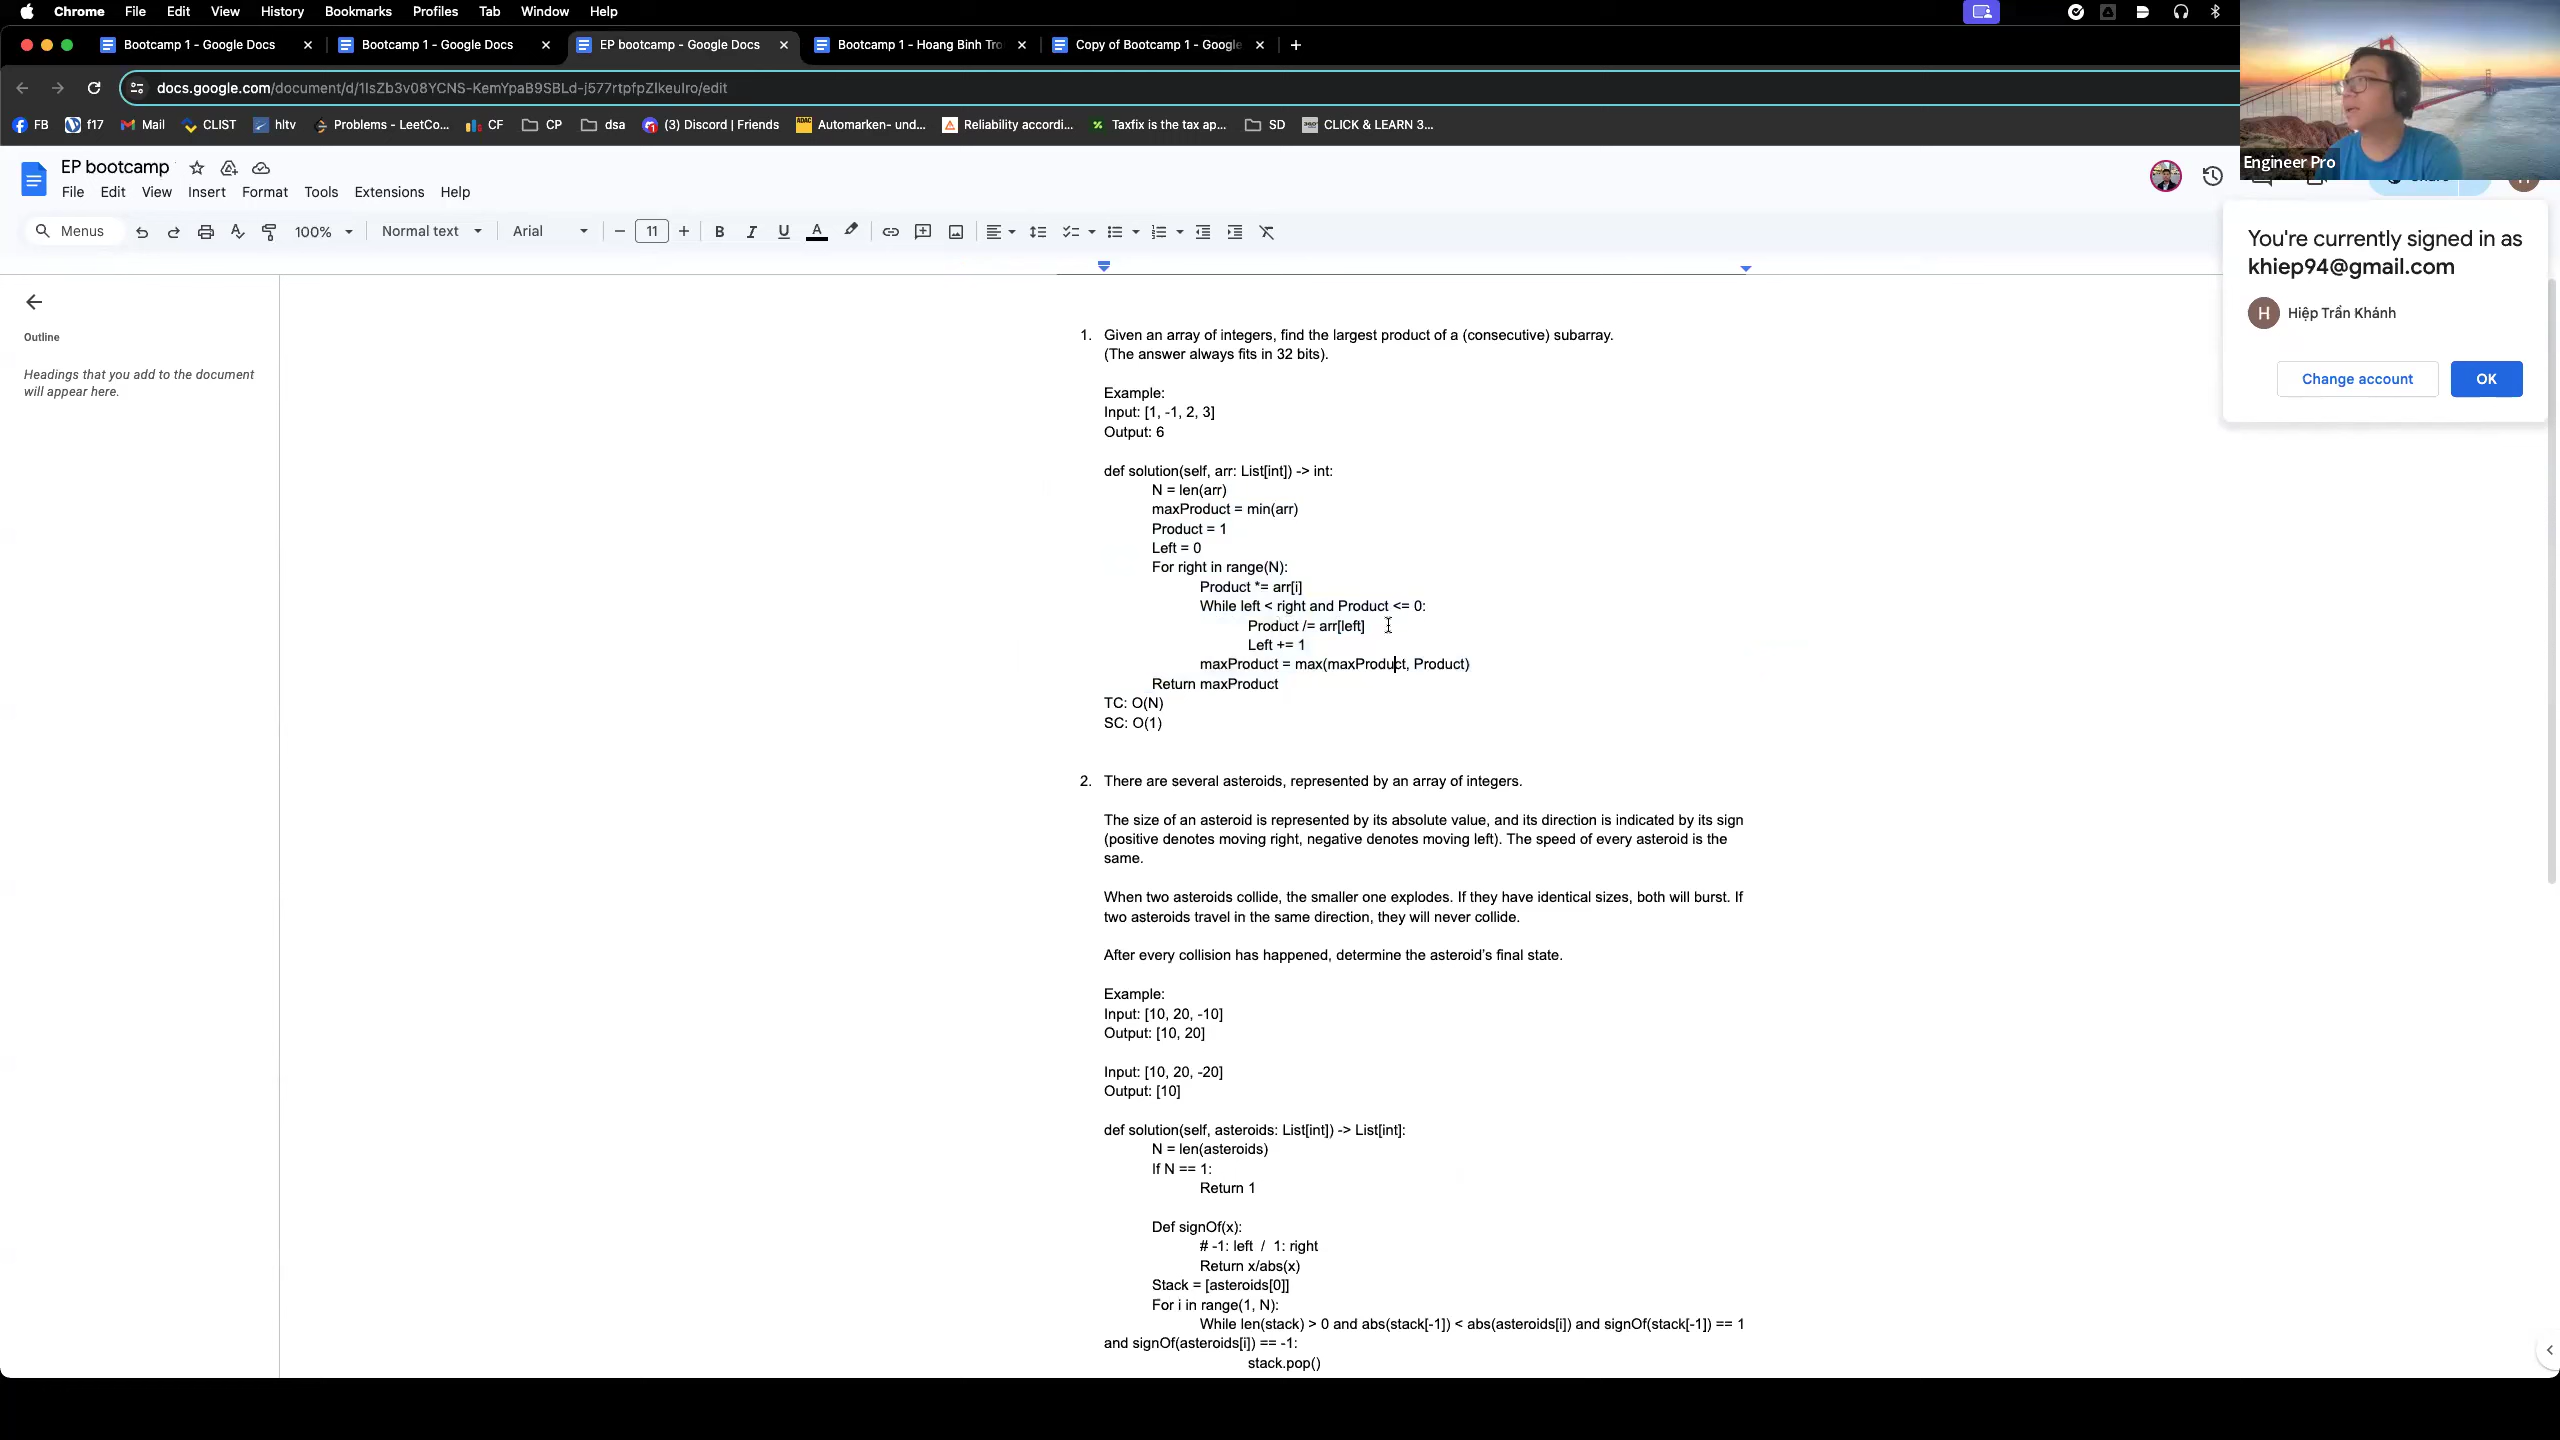 Chrome File Edit View History Bookmarks Profiles Tab Window Help
Bootcamp 1 - Google Docs
Bootcamp 1 - Google Docs
EP bootcamp - Google Docs
Bootcamp 1 - Hoang Binh Tro
Copy of Bootcamp 1 - Google
docs.google.com/document/d/1IsZb3v08YCNS-KemYpaB9SBLd-j577rtpfpZIkeuIro/edit
FB f17 Mail CLIST hltv Problems - LeetCo... CF CP dsa (3) Discord | Friends Automarken- und... Reliability accordi... Taxfix is the tax ap... SD CLICK & LEARN 3...
Engineer Pro
EP bootcamp
File Edit View Insert Format Tools Extensions Help
Menus 100% Normal text Arial 11
You're currently signed in as
khiep94@gmail.com
H Hiệp Trần Khánh
Change account OK
Outline
Headings that you add to the document
will appear here.
1. Given an array of integers, find the largest product of a (consecutive) subarray.
(The answer always fits in 32 bits).
Example:
Input: [1, -1, 2, 3]
Output: 6
def solution(self, arr: List[int]) -> int:
N = len(arr)
maxProduct = min(arr)
Product = 1
Left = 0
For right in range(N):
Product *= arr[i]
While left < right and Product <= 0:
Product /= arr[left]
Left += 1
maxProduct = max(maxProduct, Product)
Return maxProduct
TC: O(N)
SC: O(1)
2. There are several asteroids, represented by an array of integers.
The size of an asteroid is represented by its absolute value, and its direction is indicated by its sign
(positive denotes moving right, negative denotes moving left). The speed of every asteroid is the
same.
When two asteroids collide, the smaller one explodes. If they have identical sizes, both will burst. If
two asteroids travel in the same direction, they will never collide.
After every collision has happened, determine the asteroid's final state.
Example:
Input: [10, 20, -10]
Output: [10, 20]
Input: [10, 20, -20]
Output: [10]
def solution(self, asteroids: List[int]) -> List[int]:
N = len(asteroids)
If N == 1:
Return 1
Def signOf(x):
# -1: left / 1: right
Return x/abs(x)
Stack = [asteroids[0]]
For i in range(1, N):
While len(stack) > 0 and abs(stack[-1]) < abs(asteroids[i]) and signOf(stack[-1]) == 1
and signOf(asteroids[i]) == -1:
stack.pop()